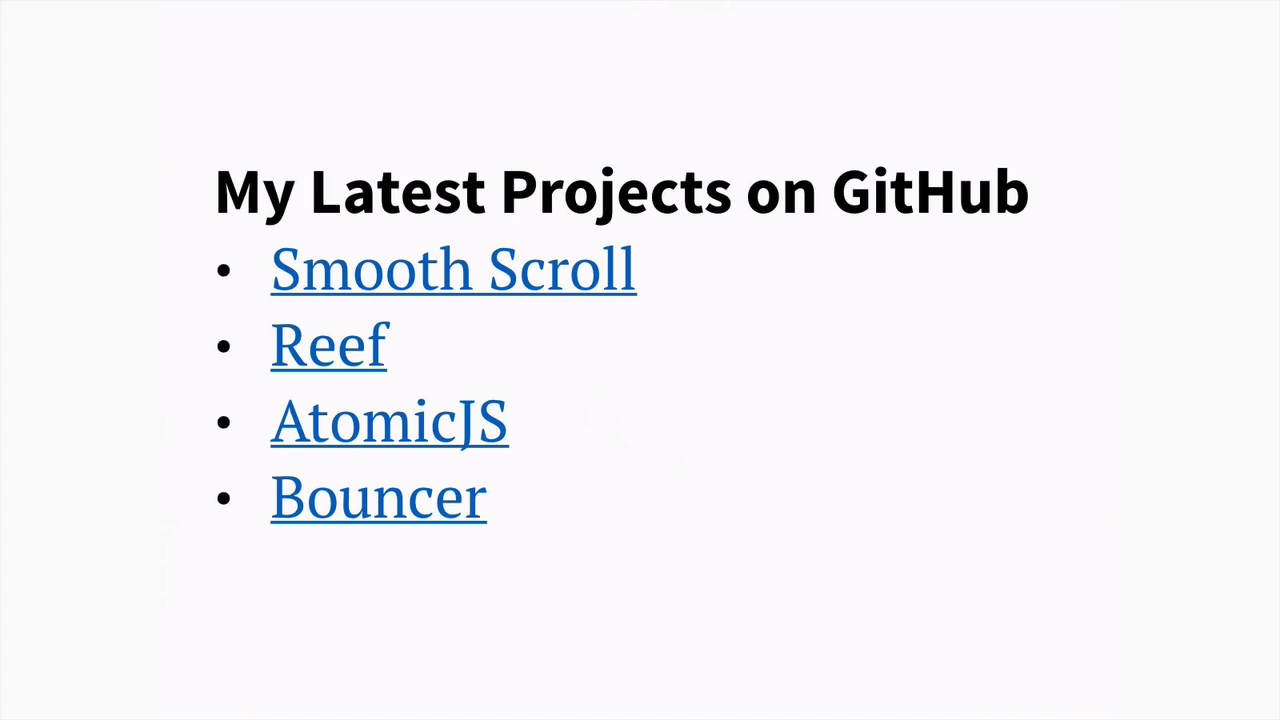 My Latest Projects on GitHub
• Smooth Scroll
• Reef
• AtomicJS
• Bouncer